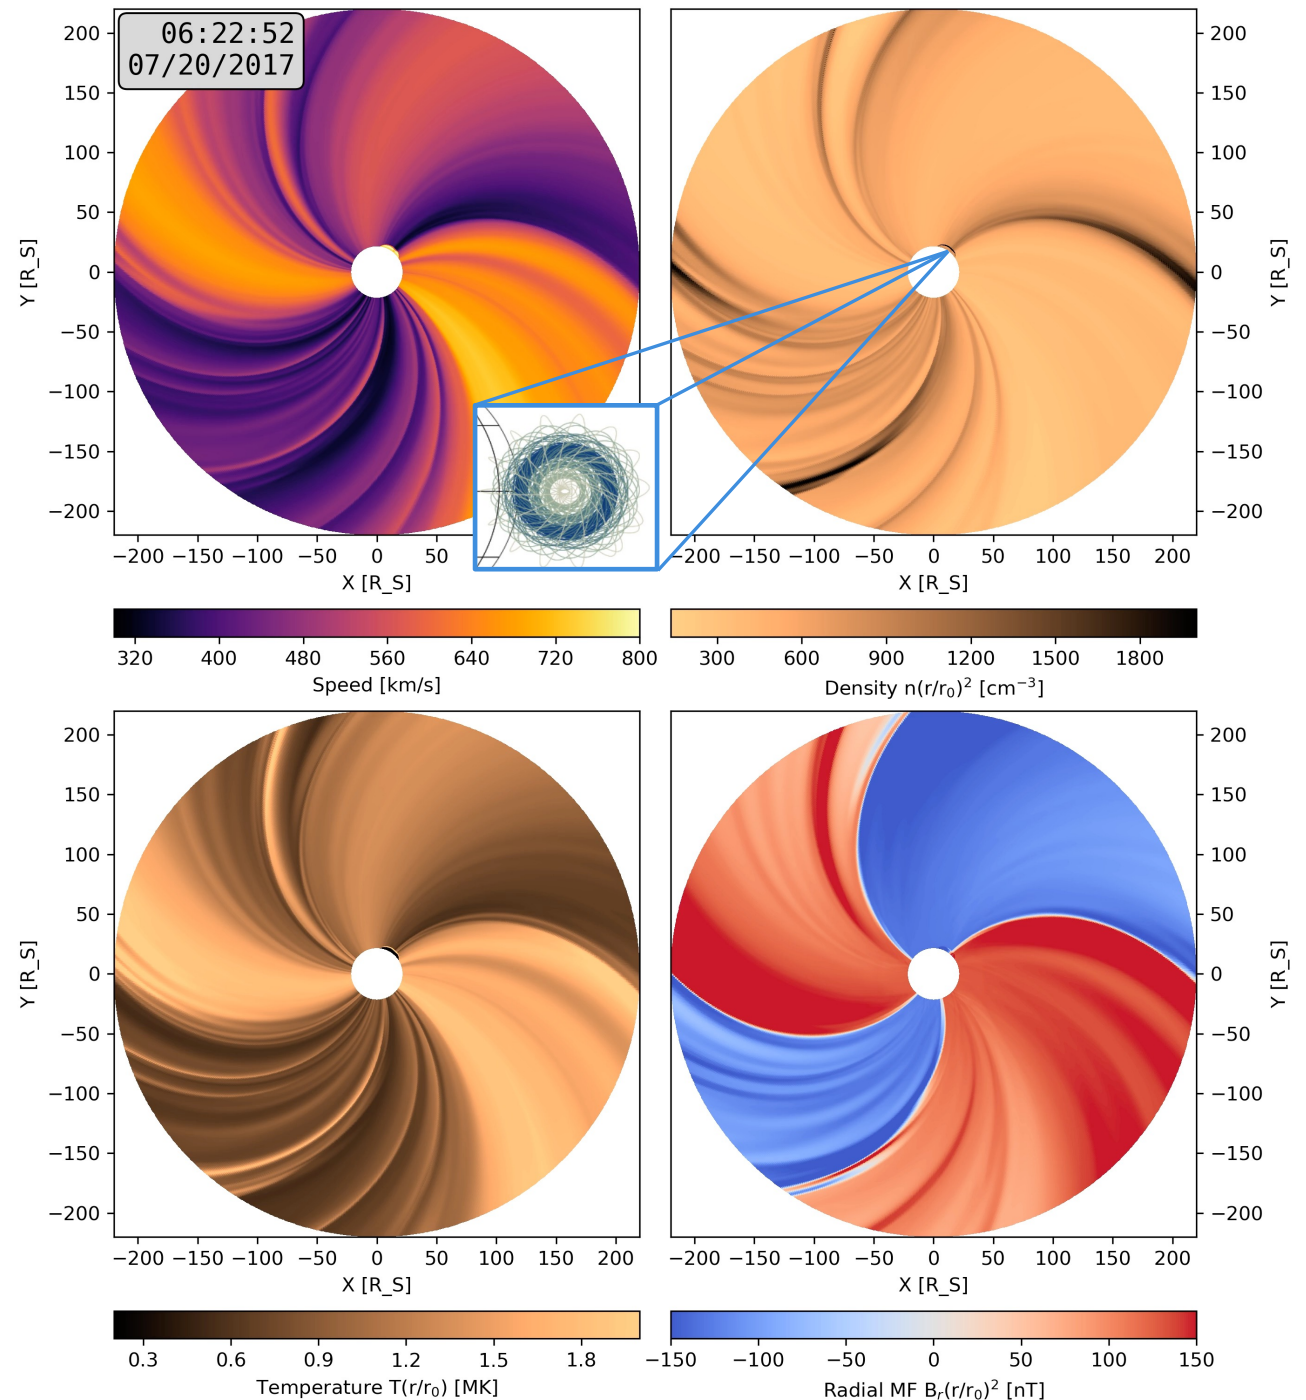 06:22:52
07/20/2017
200
150
100
50
0
−50
−100
−150
−200
Y [R_S]
−200 −150 −100 −50 0 50
X [R_S]
200
150
100
50
0
−50
−100
−150
−200
Y [R_S]
−200 −150 −100 −50 0 50 100 150 200
X [R_S]
320 400 480 560 640 720 800
Speed [km/s]
300 600 900 1200 1500 1800
Density n(r/r₀)² [cm⁻³]
200
150
100
50
0
−50
−100
−150
−200
Y [R_S]
−200 −150 −100 −50 0 50 100 150 200
X [R_S]
200
150
100
50
0
−50
−100
−150
−200
Y [R_S]
−200 −150 −100 −50 0 50 100 150 200
X [R_S]
0.3 0.6 0.9 1.2 1.5 1.8
Temperature T(r/r₀) [MK]
−150 −100 −50 0 50 100 150
Radial MF Bᵣ(r/r₀)² [nT]